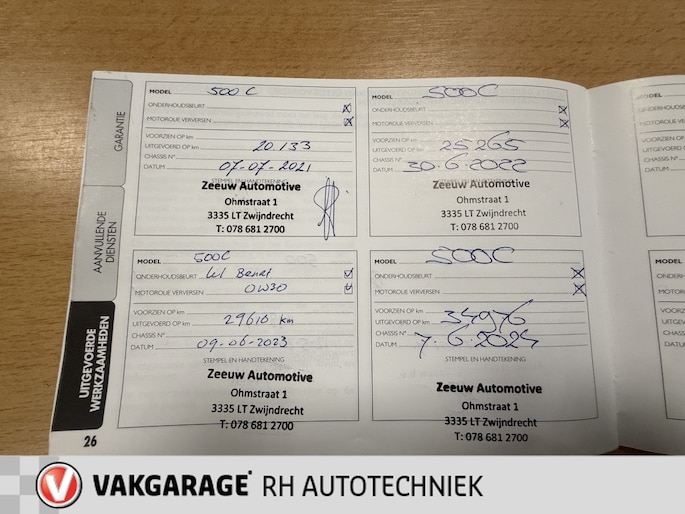 GARANTIE
AANVULLENDE
DIENSTEN
UITGEVOERDE
WERKZAAMHEDEN
26
MODEL 500 C
ONDERHOUDSBEURT
MOTOROLIE VERVERSEN
VOORZIEN OP km
UITGEVOERD OP km 20.133
CHASSIS N°
DATUM 07-07-2021
STEMPEL EN HANDTEKENING
Zeeuw Automotive
Ohmstraat 1
3335 LT Zwijndrecht
T: 078 681 2700
MODEL 500C
ONDERHOUDSBEURT
MOTOROLIE VERVERSEN
VOORZIEN OP km
UITGEVOERD OP km 25265
CHASSIS N°
DATUM 30-6-2022
STEMPEL EN HANDTEKENING
Zeeuw Automotive
Ohmstraat 1
3335 LT Zwijndrecht
T: 078 681 2700
MODEL 500C
ONDERHOUDSBEURT Kl Beurt
MOTOROLIE VERVERSEN 0W30
VOORZIEN OP km
UITGEVOERD OP km 29610 km
CHASSIS N°
DATUM 09-06-2023
STEMPEL EN HANDTEKENING
Zeeuw Automotive
Ohmstraat 1
3335 LT Zwijndrecht
T: 078 681 2700
MODEL 500C
ONDERHOUDSBEURT
MOTOROLIE VERVERSEN
VOORZIEN OP km
UITGEVOERD OP km 34976
CHASSIS N°
DATUM 7-6-2024
STEMPEL EN HANDTEKENING
Zeeuw Automotive
Ohmstraat 1
3335 LT Zwijndrecht
T: 078 681 2700
VAKGARAGE RH AUTOTECHNIEK